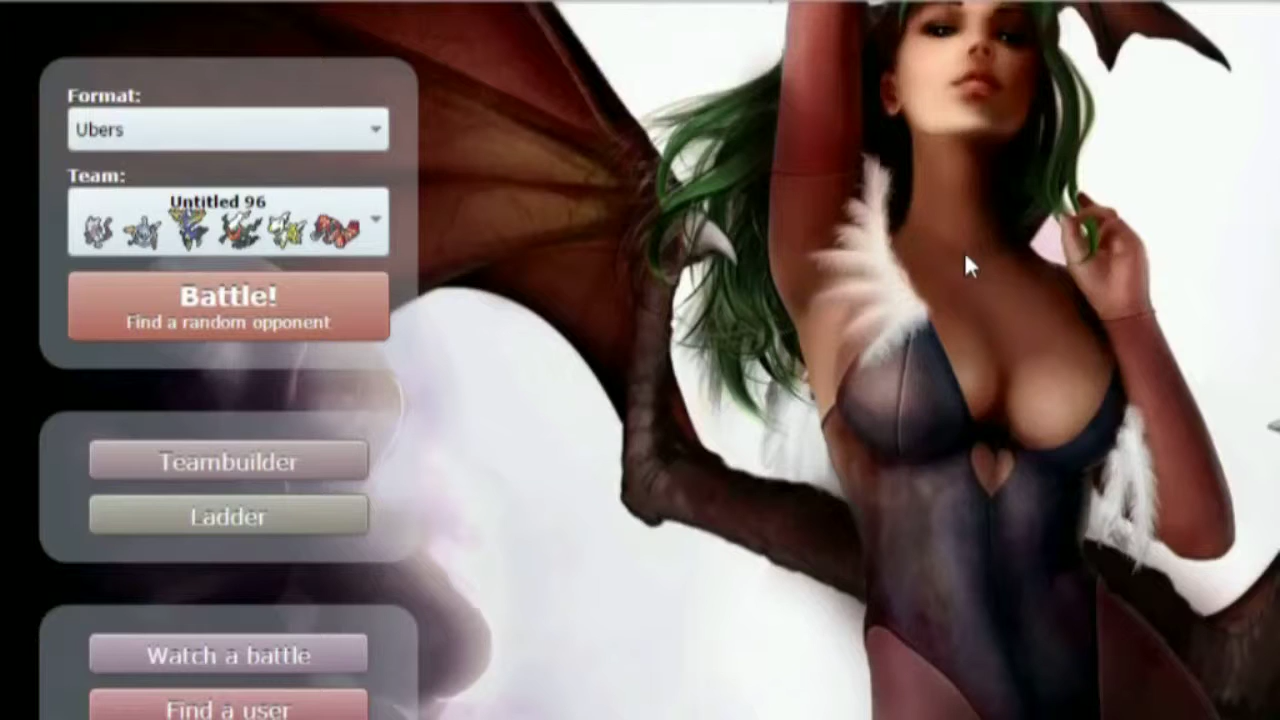 Format:
Ubers
Team:
Untitled 96
Battle!
Find a random opponent
Teambuilder
Ladder
Watch a battle
Find a user